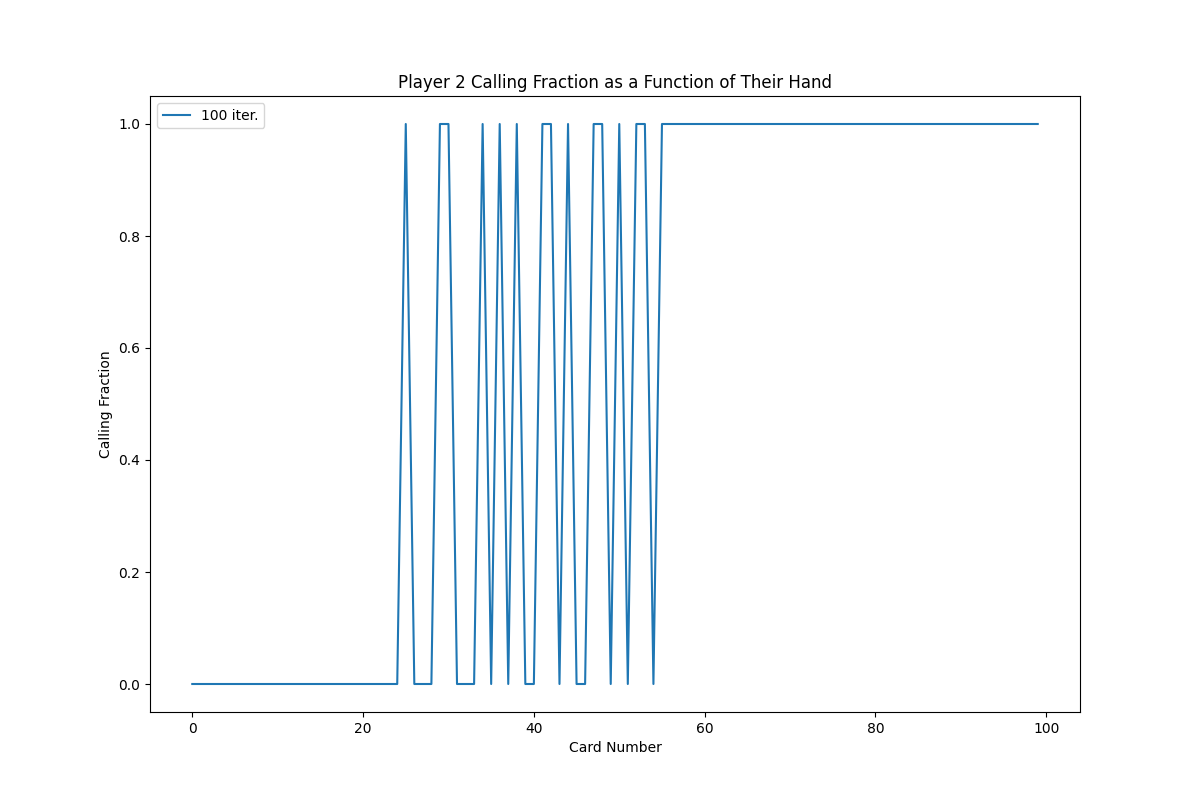 Player 2 Calling Fraction as a Function of Their Hand
100 iter.
1.0
0.8
0.6
0.4
0.2
0.0
Calling Fraction
0 20 40 60 80 100
Card Number